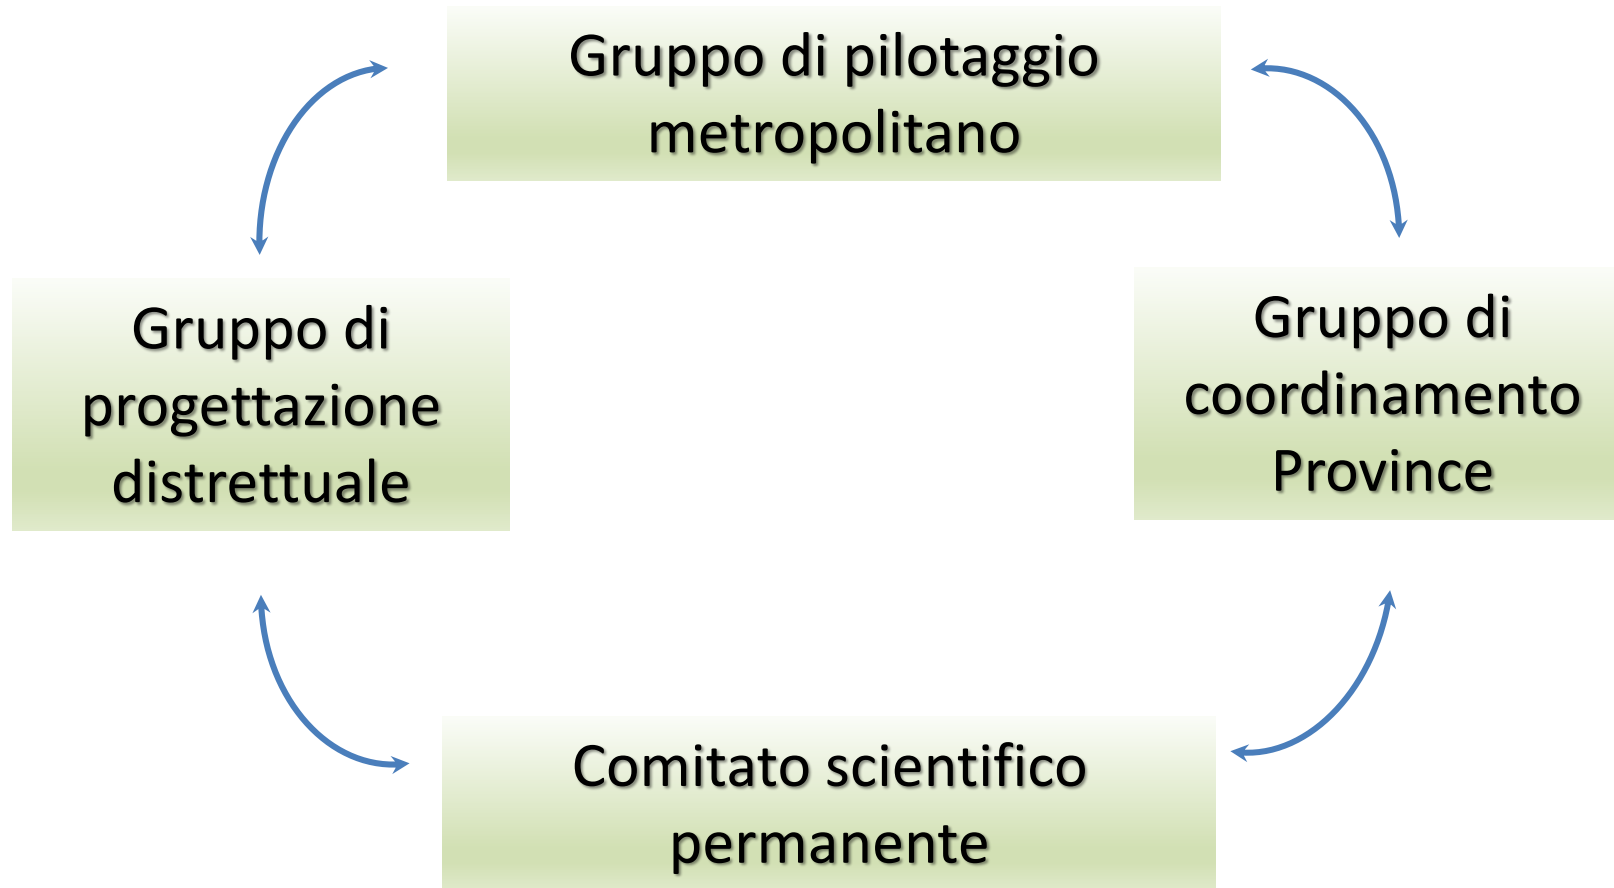 Gruppo di pilotaggio
metropolitano
Gruppo di
progettazione
distrettuale
Gruppo di
coordinamento
Province
Comitato scientifico
permanente